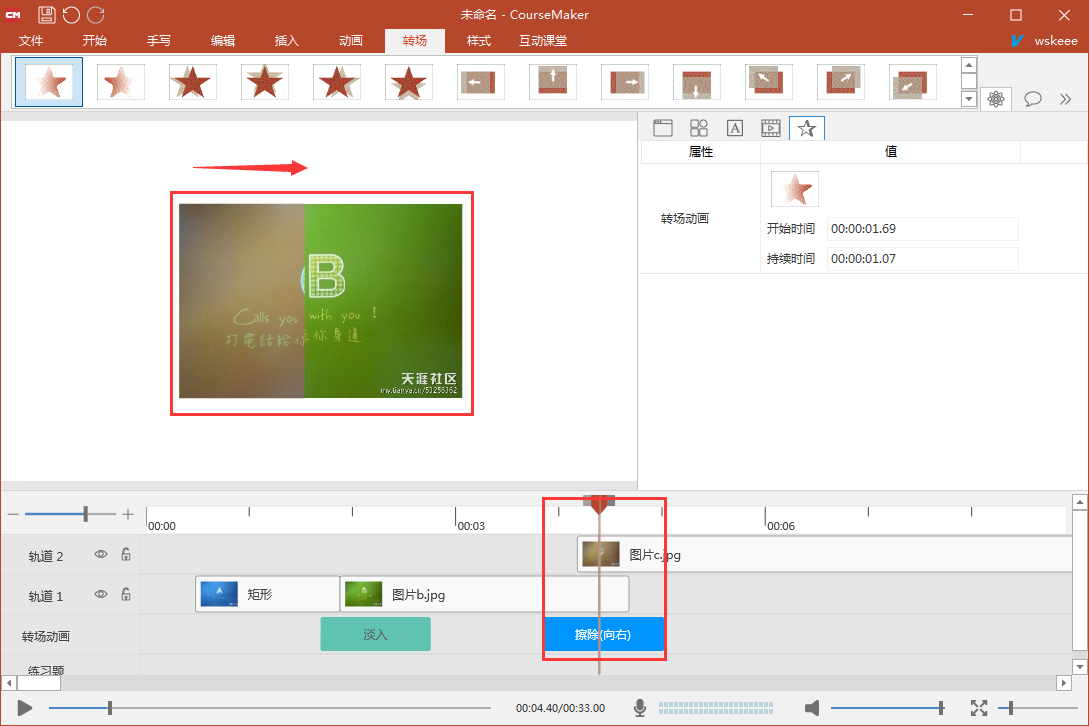 CM
未命名 - CourseMaker
文件 开始 手写 编辑 插入 动画 转场 样式 互动课堂 wskeee
A
属性 值
转场动画
开始时间 00:00:01.69
持续时间 00:00:01.07
B
Calls you with you !
打電話給你 你身邊
天涯社区
my.tianya.cn/53256362
00:00 00:03 00:06
轨道 2 图片c.jpg
轨道 1 A 矩形 图片b.jpg
转场动画 淡入 擦除(向右)
练习题
00:04.40/00:33.00